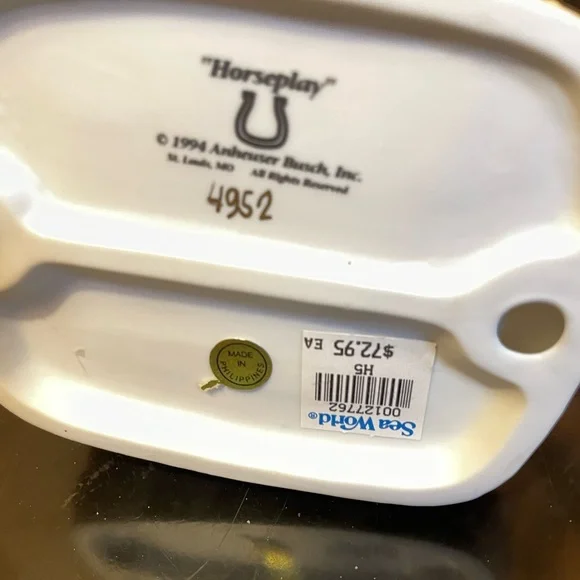 "Horseplay"
© 1994 Anheuser Busch, Inc.
St. Louis, MO All Rights Reserved
4952
MADE
IN
PHILIPPINES
Sea World®
00127762
H5
$72.95 EA